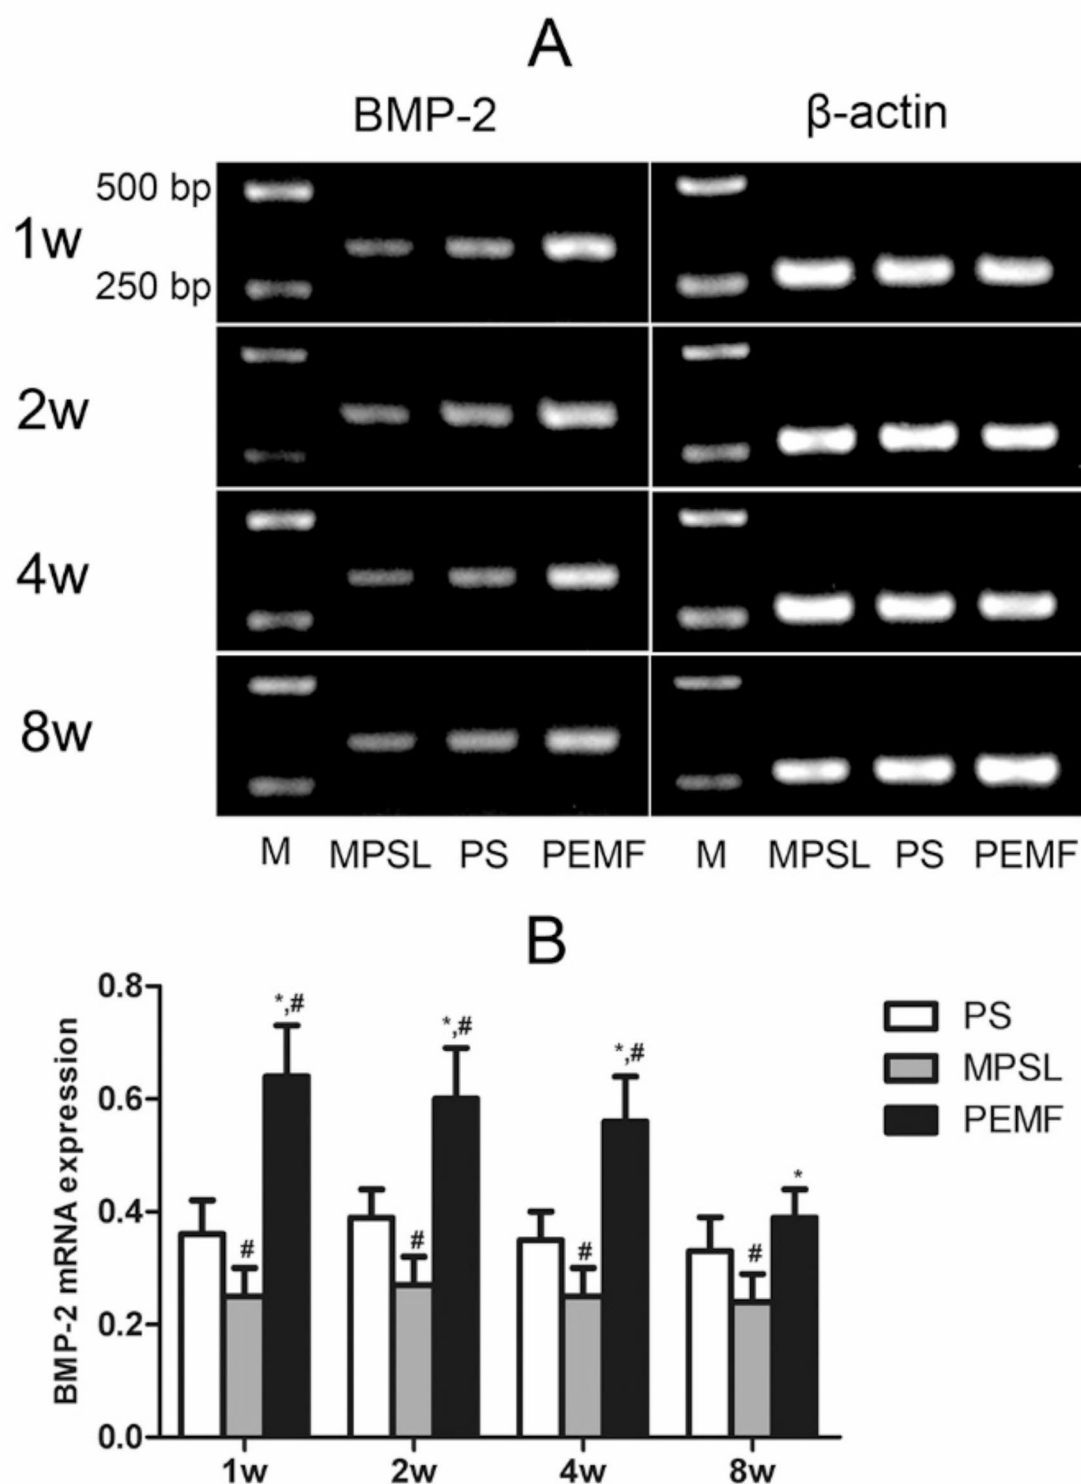 A
BMP-2
β-actin
500 bp
1w
250 bp
2w
4w
8w
M MPSL PS PEMF M MPSL PS PEMF
B
BMP-2 mRNA expression
0.8
0.6
0.4
0.2
0.0
*,#
*,#
*,#
*
#
#
#
#
1w 2w 4w 8w
PS
MPSL
PEMF